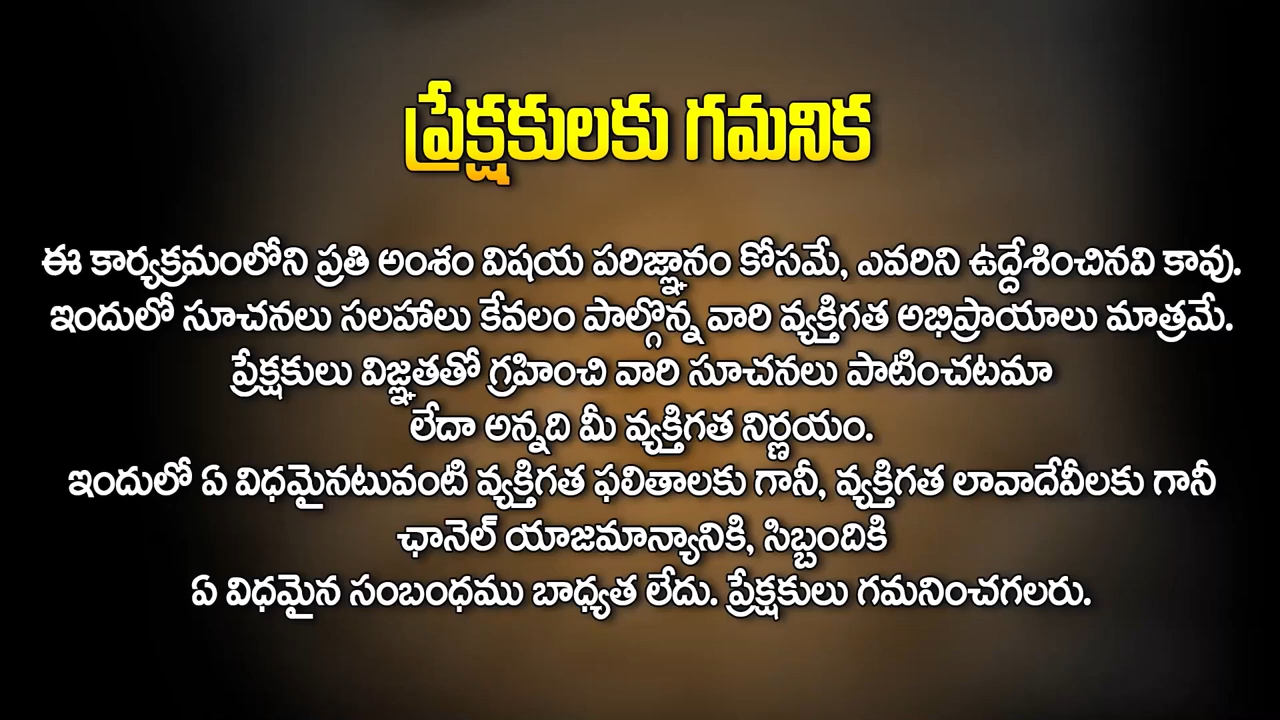 ప్రేక్షకులకు గమనిక
ఈ కార్యక్రమంలోని ప్రతి అంశం విషయ పరిజ్ఞానం కోసమే, ఎవరిని ఉద్దేశించినవి కావు.
ఇందులో సూచనలు సలహాలు కేవలం పాల్గొన్న వారి వ్యక్తిగత అభిప్రాయాలు మాత్రమే.
ప్రేక్షకులు విజ్ఞతతో గ్రహించి వారి సూచనలు పాటించటమా
లేదా అన్నది మీ వ్యక్తిగత నిర్ణయం.
ఇందులో ఏ విధమైనటువంటి వ్యక్తిగత ఫలితాలకు గానీ, వ్యక్తిగత లావాదేవీలకు గానీ
ఛానెల్ యాజమాన్యానికి, సిబ్బందికి
ఏ విధమైన సంబంధము బాధ్యత లేదు. ప్రేక్షకులు గమనించగలరు.